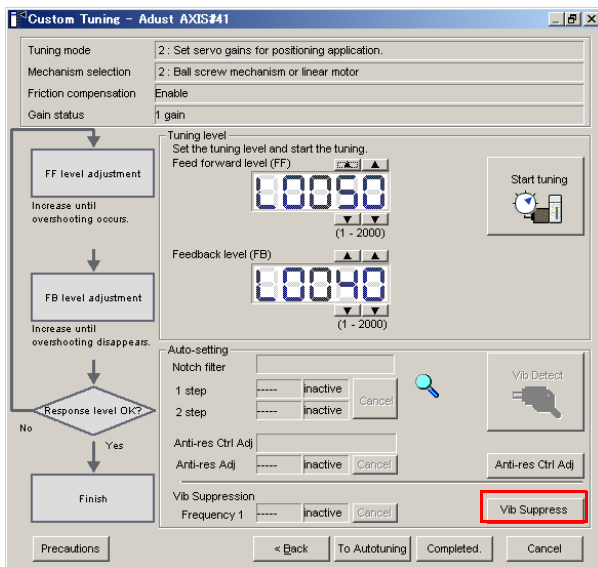 Custom Tuning - Adust AXIS#41
Tuning mode 2 : Set servo gains for positioning application.
Mechanism selection 2 : Ball screw mechanism or linear motor
Friction compensation Enable
Gain status 1 gain
FF level adjustment
Increase until
overshooting occurs.
FB level adjustment
Increase until
overshooting disappears.
Response level OK?
No
Yes
Finish
Tuning level
Set the tuning level and start the tuning.
Feed forward level (FF)
L0050
(1 - 2000)
Feedback level (FB)
L0040
(1 - 2000)
Start tuning
Auto-setting
Notch filter
1 step ----- inactive
2 step ----- inactive
Cancel
Vib Detect
Anti-res Ctrl Adj
Anti-res Adj ----- inactive Cancel
Anti-res Ctrl Adj
Vib Suppression
Frequency 1 ----- inactive Cancel
Vib Suppress
Precautions
< Back
To Autotuning
Completed.
Cancel